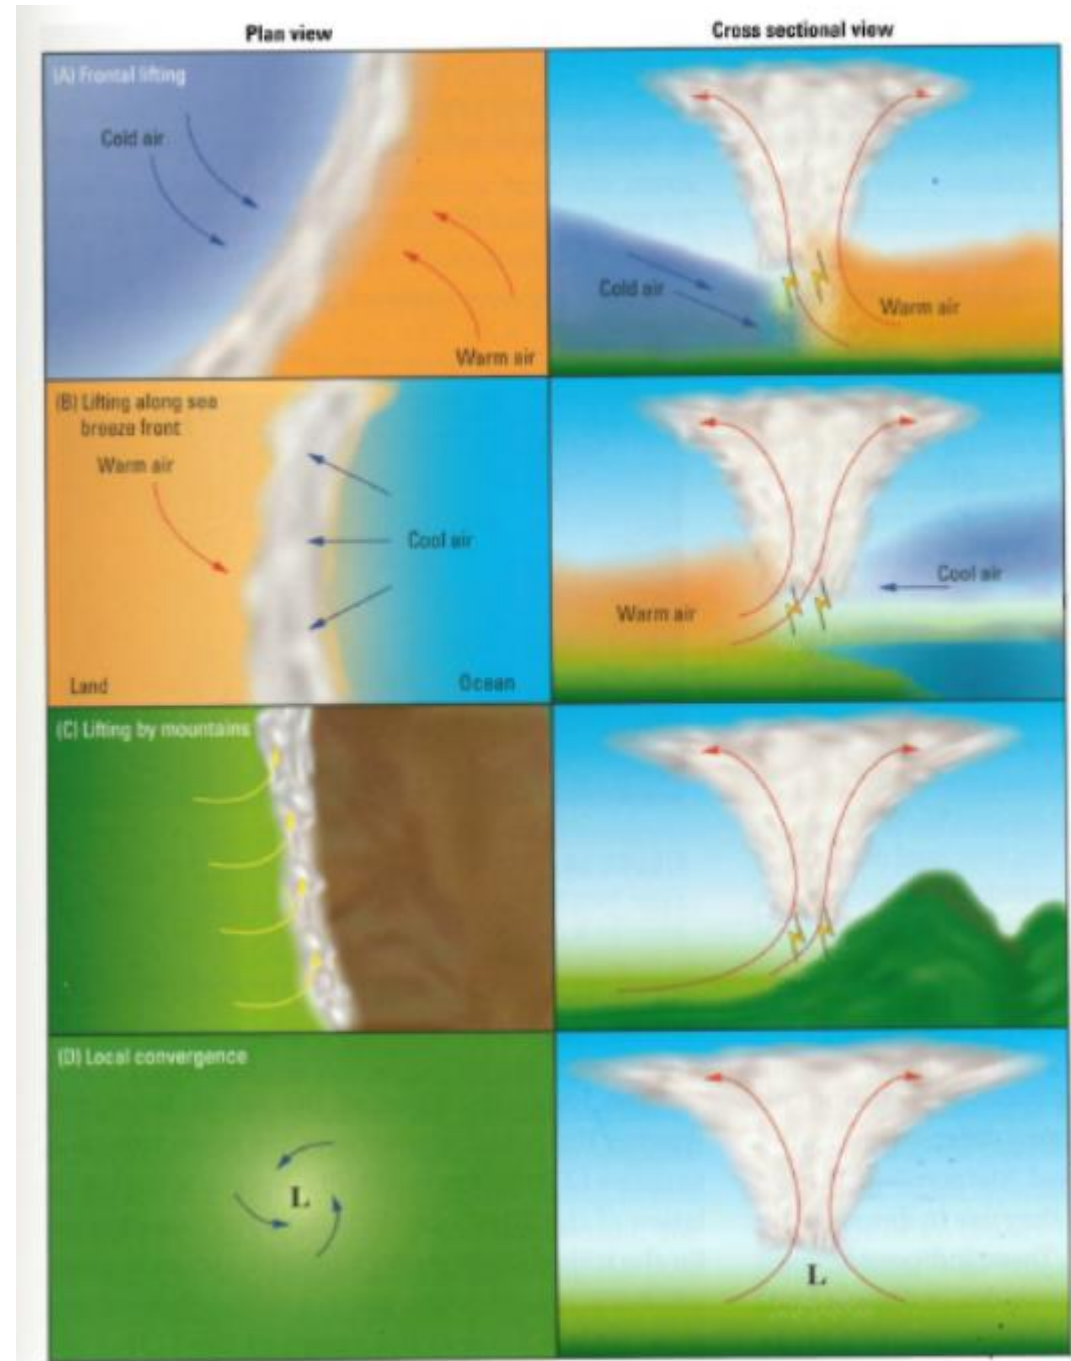 Plan view
Cross sectional view
(A) Frontal lifting
Cold air
Warm air
Cold air
Warm air
(B) Lifting along sea
breeze front
Warm air
Cool air
Land
Ocean
Cool air
Warm air
(C) Lifting by mountains
(D) Local convergence
L
L